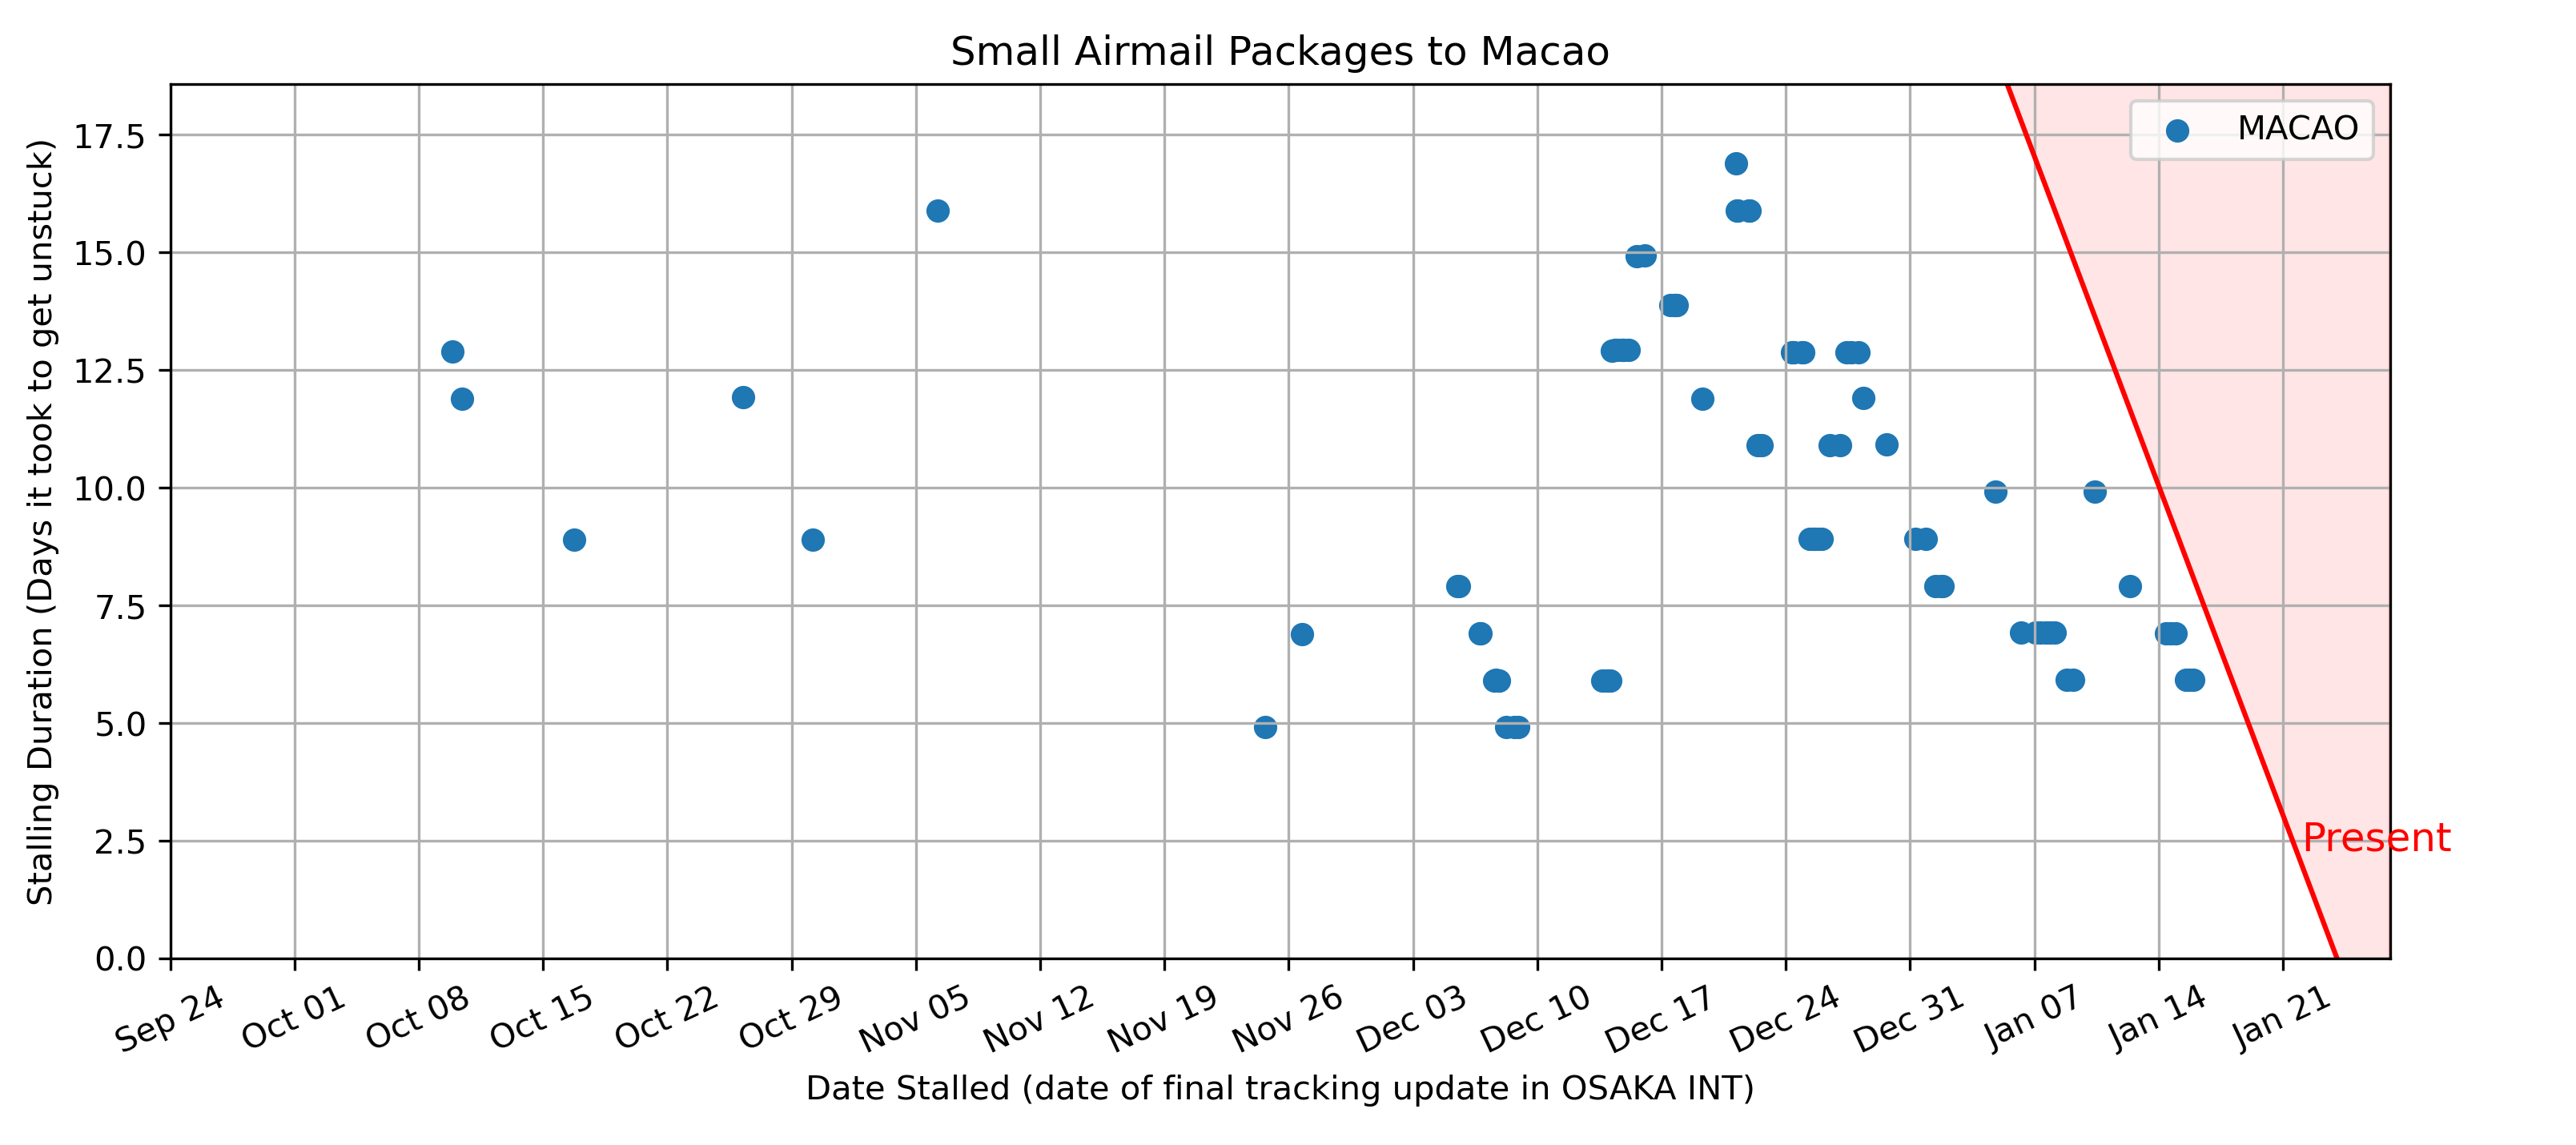 Small Airmail Packages to Macao
MACAO
Stalling Duration (Days it took to get unstuck)
17.5
15.0
12.5
10.0
7.5
5.0
2.5
0.0
Present
Sep 24 Oct 01 Oct 08 Oct 15 Oct 22 Oct 29 Nov 05 Nov 12 Nov 19 Nov 26 Dec 03 Dec 10 Dec 17 Dec 24 Dec 31 Jan 07 Jan 14 Jan 21
Date Stalled (date of final tracking update in OSAKA INT)